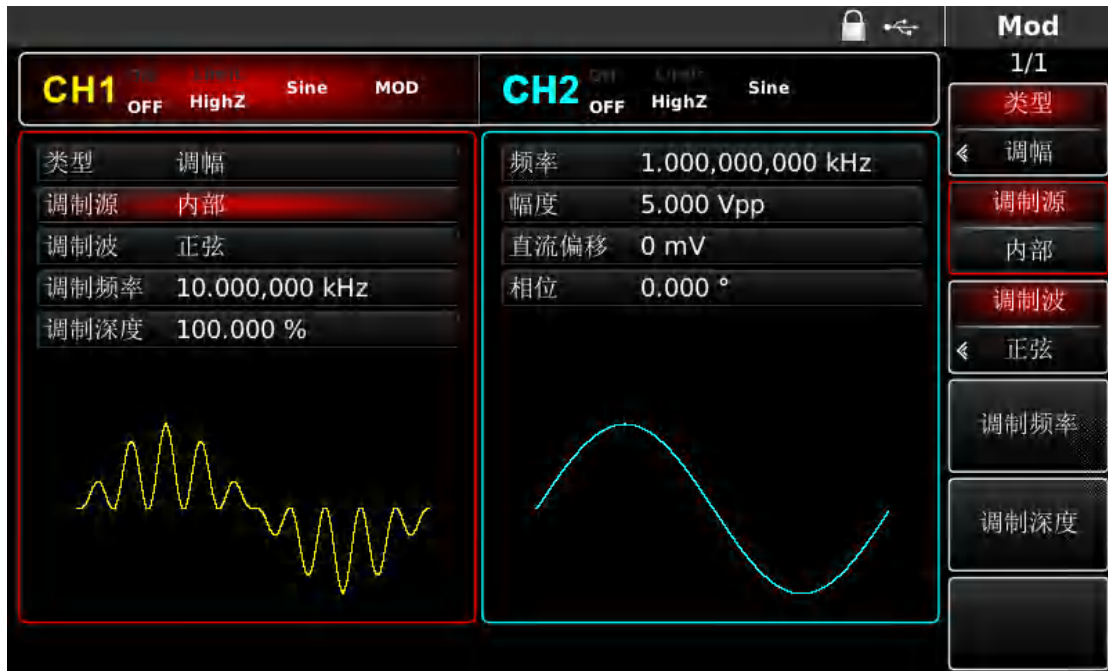 Mod
1/1
CH1 OFF HighZ Sine MOD
CH2 OFF HighZ Sine
类型 调幅
调制源 内部
调制波 正弦
调制频率 10.000,000 kHz
调制深度 100.000 %
频率 1.000,000,000 kHz
幅度 5.000 Vpp
直流偏移 0 mV
相位 0.000 °
类型
调幅
调制源
内部
调制波
正弦
调制频率
调制深度